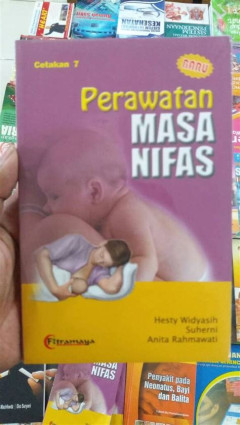 Cetakan 7
BARU
Perawatan
MASA
NIFAS
Hesty Widyasih
Suherni
Anita Rahmawati
Fitramaya
MASA
NIFAS
Penyakit pada
Neonatus, Bayi
dan Balita